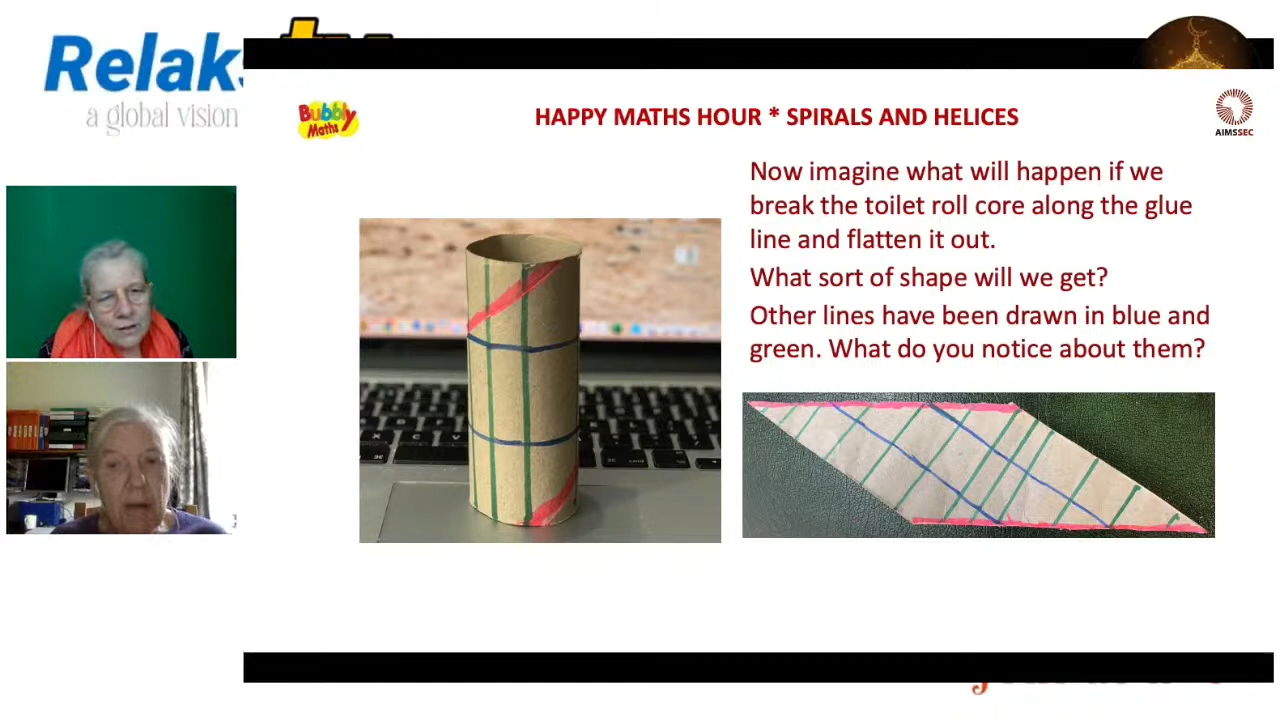 Relaks
a global vision
Bubbly
Maths
HAPPY MATHS HOUR * SPIRALS AND HELICES
AIMSSEC
Now imagine what will happen if we
break the toilet roll core along the glue
line and flatten it out.
What sort of shape will we get?
Other lines have been drawn in blue and
green. What do you notice about them?